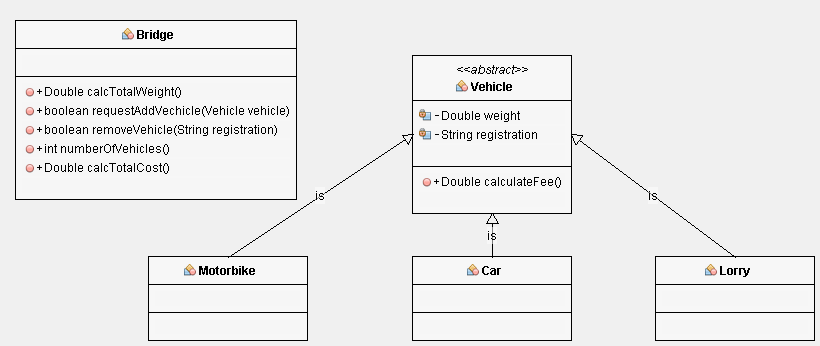 Bridge
+ Double calcTotalWeight()
+ boolean requestAddVechicle(Vehicle vehicle)
+ boolean removeVehicle(String registration)
+ int numberOfVehicles()
+ Double calcTotalCost()
<<abstract>>
Vehicle
- Double weight
- String registration
+ Double calculateFee()
is
is
is
Motorbike
Car
Lorry